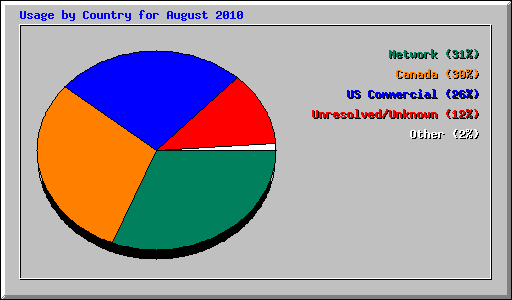 Usage by Country for August 2010
Network (31%)
Canada (30%)
US Commercial (26%)
Unresolved/Unknown (12%)
Other (2%)